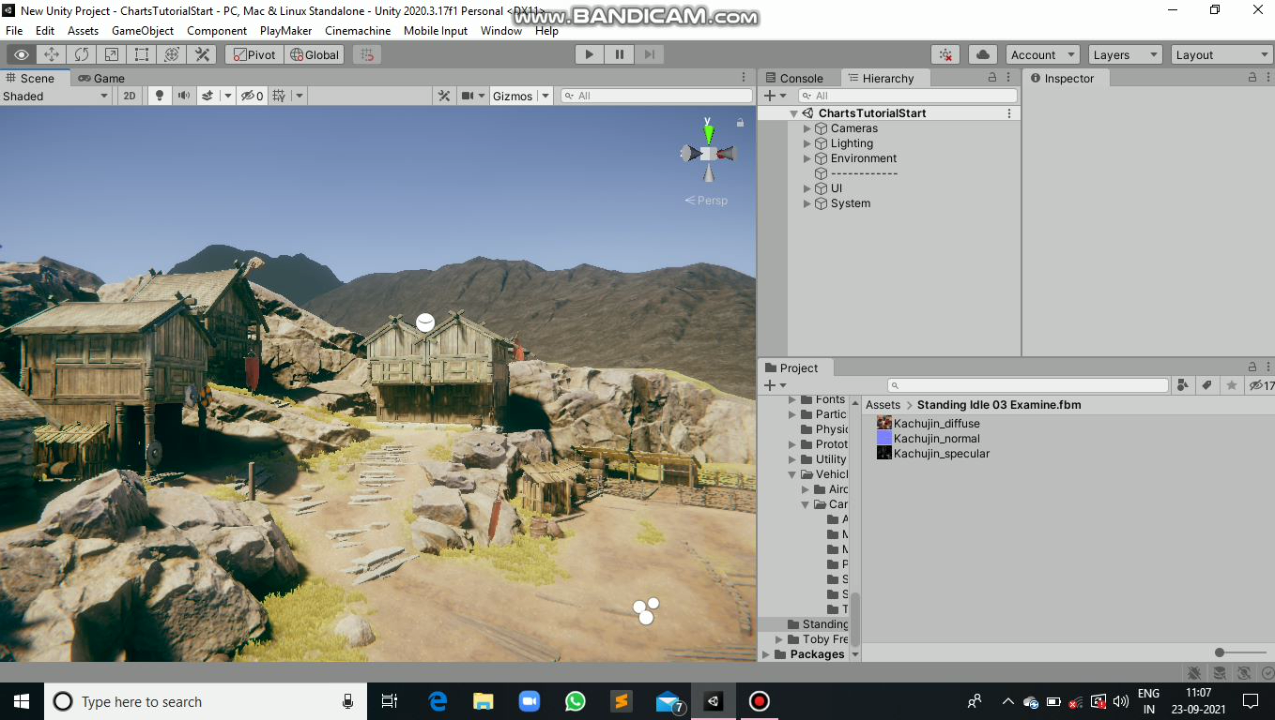 New Unity Project - ChartsTutorialStart - PC, Mac & Linux Standalone - Unity 2020.3.17f1 Personal <DX11>
www.BANDICAM.com
File Edit Assets GameObject Component PlayMaker Cinemachine Mobile Input Window Help
Pivot Global Account Layers Layout
Scene Game Console Hierarchy Inspector
Shaded 2D 0 Gizmos All All
ChartsTutorialStart
y
Cameras
Lighting
Environment
------------
UI
Persp
System
Project
17
Fonts
Assets > Standing Idle 03 Examine.fbm
Partic
Kachujin_diffuse
Physic
Kachujin_normal
Protot
Kachujin_specular
Utility
Vehicl
Airc
Car
A
M
M
P
S
S
T
Standing
Toby Fre
Packages
Type here to search
7
ENG
IN
11:07
23-09-2021